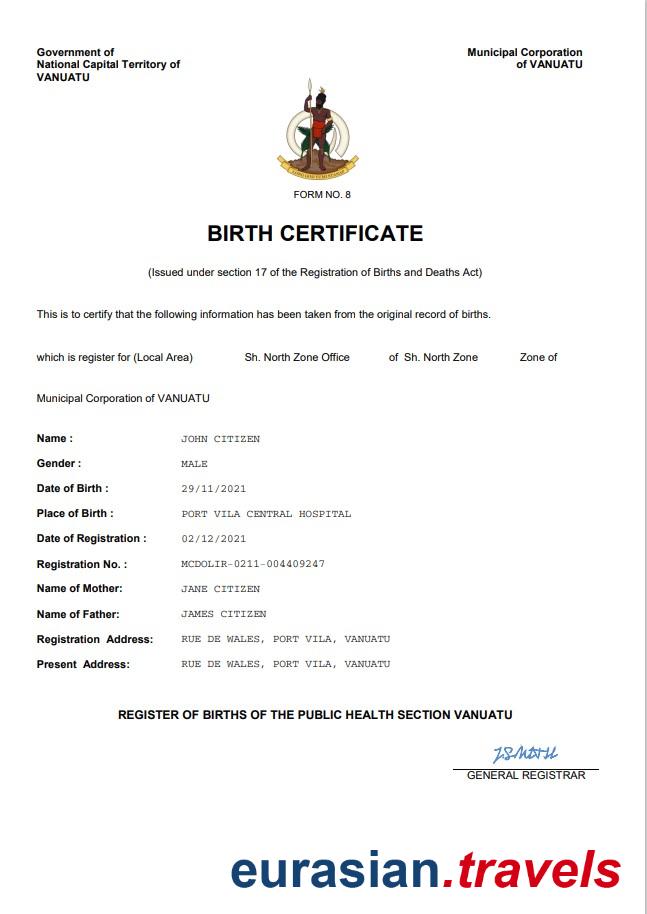 Government of
National Capital Territory of
VANUATU
Municipal Corporation
of VANUATU
FORM NO. 8
BIRTH CERTIFICATE
(Issued under section 17 of the Registration of Births and Deaths Act)
This is to certify that the following information has been taken from the original record of births.
which is register for (Local Area) Sh. North Zone Office of Sh. North Zone Zone of
Municipal Corporation of VANUATU
Name : JOHN CITIZEN
Gender : MALE
Date of Birth : 29/11/2021
Place of Birth : PORT VILA CENTRAL HOSPITAL
Date of Registration : 02/12/2021
Registration No. : MCDOLIR-0211-004409247
Name of Mother: JANE CITIZEN
Name of Father: JAMES CITIZEN
Registration Address: RUE DE WALES, PORT VILA, VANUATU
Present Address: RUE DE WALES, PORT VILA, VANUATU
REGISTER OF BIRTHS OF THE PUBLIC HEALTH SECTION VANUATU
GENERAL REGISTRAR
eurasian.travels